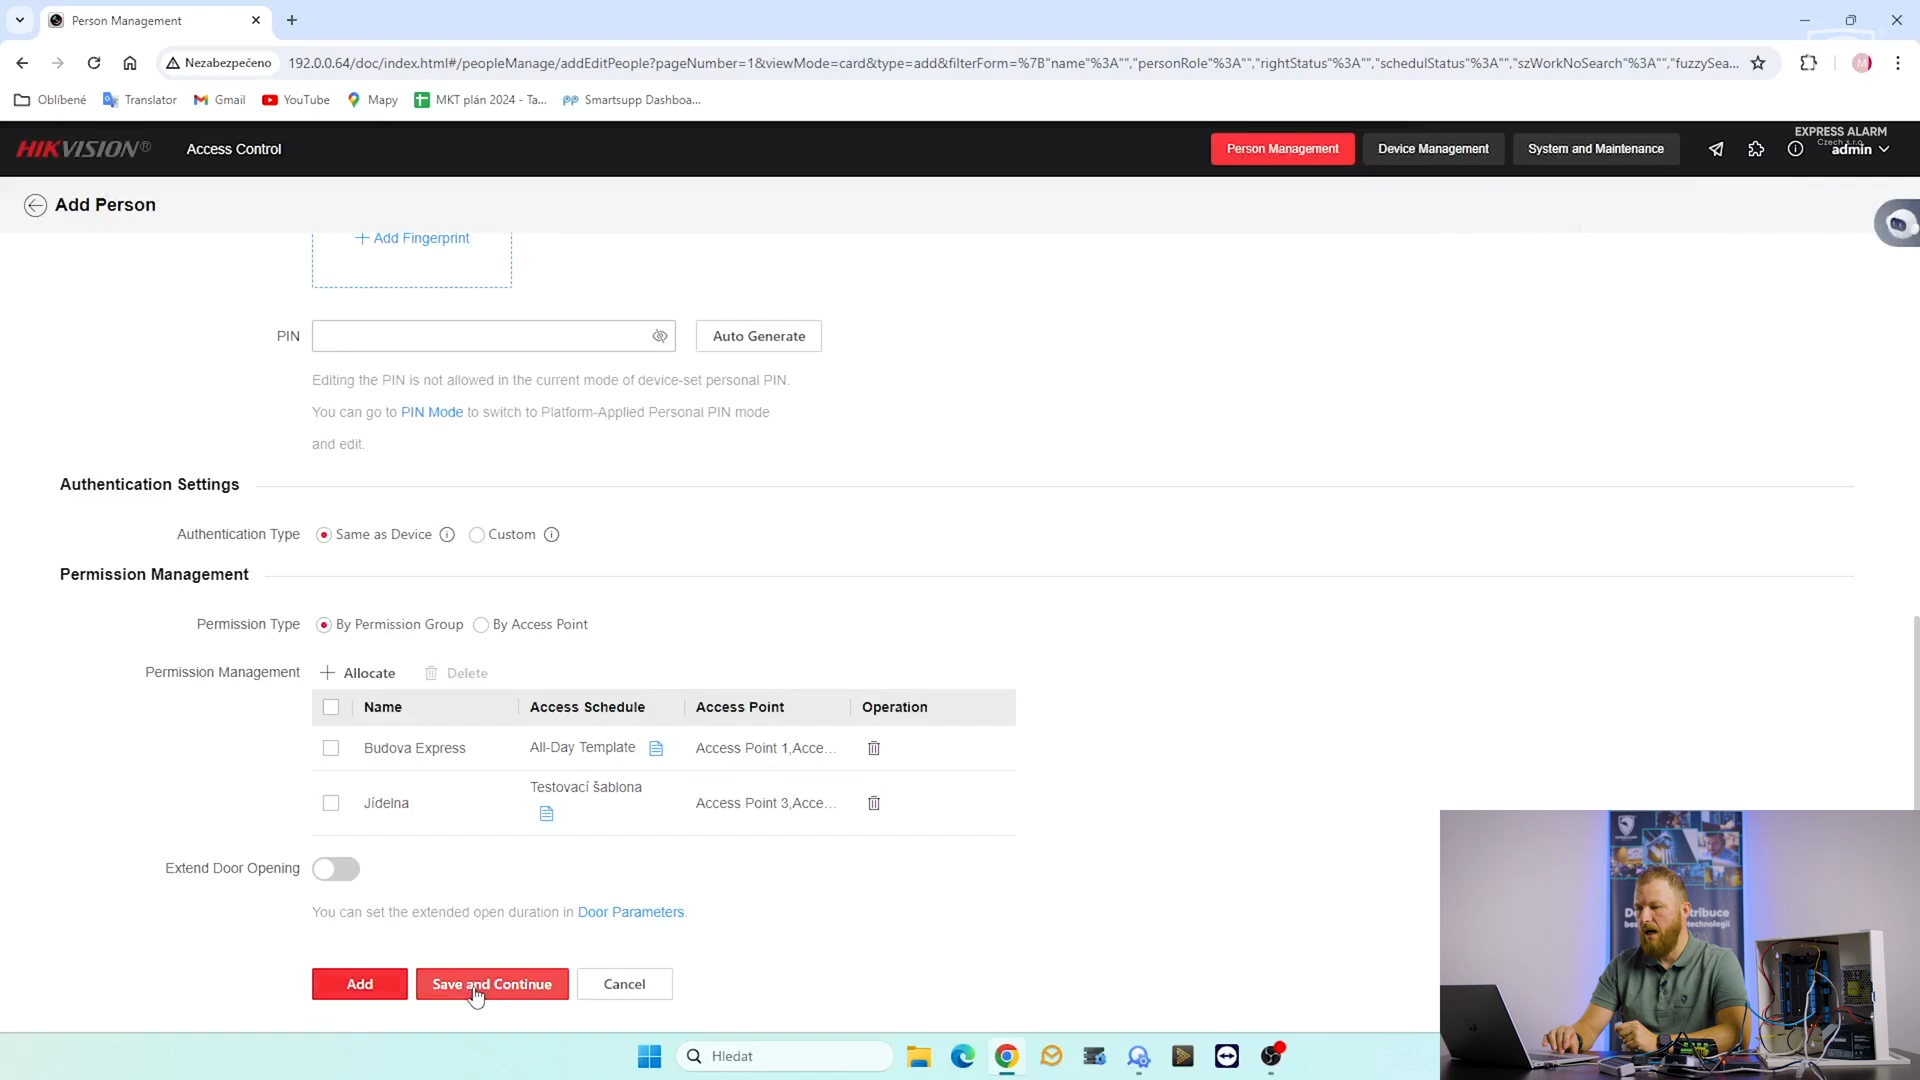 Person Management
Nezabezpečeno
192.0.0.64/doc/index.html#/peopleManage/addEditPeople?pageNumber=1&viewMode=card&type=add&filterForm=%7B"name"%3A"","personRole"%3A"","rightStatus"%3A"","schedulStatus"%3A"","szWorkNoSearch"%3A"","fuzzySea...
M
Oblíbené
Translator
Gmail
YouTube
Mapy
MKT plán 2024 - Ta...
Smartsupp Dashboa...
HIKVISION®
Access Control
Person Management
Device Management
System and Maintenance
EXPRESS ALARM
Czech s.r.o.
admin
Add Person
+ Add Fingerprint
PIN
Auto Generate
Editing the PIN is not allowed in the current mode of device-set personal PIN.
You can go to PIN Mode to switch to Platform-Applied Personal PIN mode
and edit.
Authentication Settings
Authentication Type
Same as Device
Custom
Permission Management
Permission Type
By Permission Group
By Access Point
Permission Management
+ Allocate
Delete
Name
Access Schedule
Access Point
Operation
Budova Express
All-Day Template
Access Point 1,Acce...
Jídelna
Testovací šablona
Access Point 3,Acce...
Extend Door Opening
You can set the extended open duration in Door Parameters.
Add
Save and Continue
Cancel
Hledat